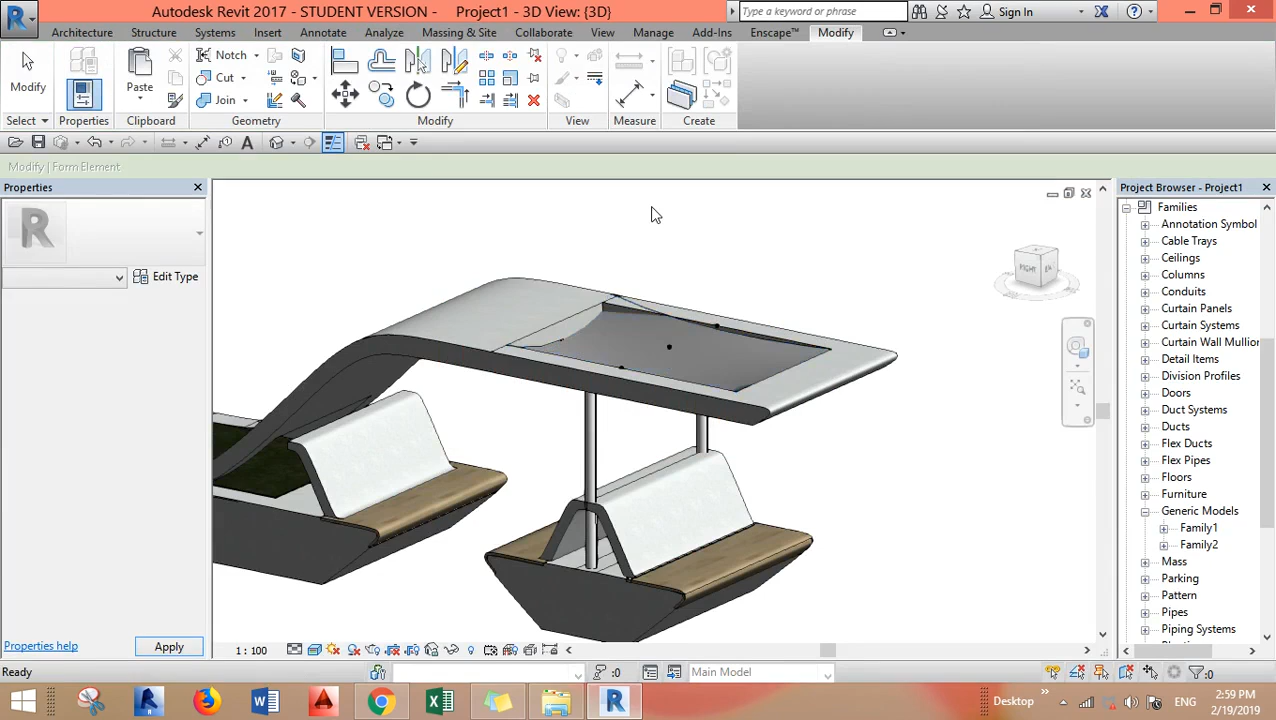 Autodesk Revit 2017 - STUDENT VERSION -    Project1 - 3D View: {3D}
Type a keyword or phrase
Sign In
Architecture Structure Systems Insert Annotate Analyze Massing & Site Collaborate View Manage Add-Ins Enscape™ Modify
Modify
Properties
Paste
Notch
Cut
Join
Select Properties Clipboard Geometry Modify View Measure Create
Modify | Form Element
Properties
Edit Type
Properties help
Apply
RIGHT
1 : 100
Project Browser - Project1
Families
Annotation Symbol
Cable Trays
Ceilings
Columns
Conduits
Curtain Panels
Curtain Systems
Curtain Wall Mullion
Detail Items
Division Profiles
Doors
Duct Systems
Ducts
Flex Ducts
Flex Pipes
Floors
Furniture
Generic Models
Family1
Family2
Mass
Parking
Pattern
Pipes
Piping Systems
Ready
:0
Main Model
:0
Desktop
ENG
2:59 PM
2/19/2019